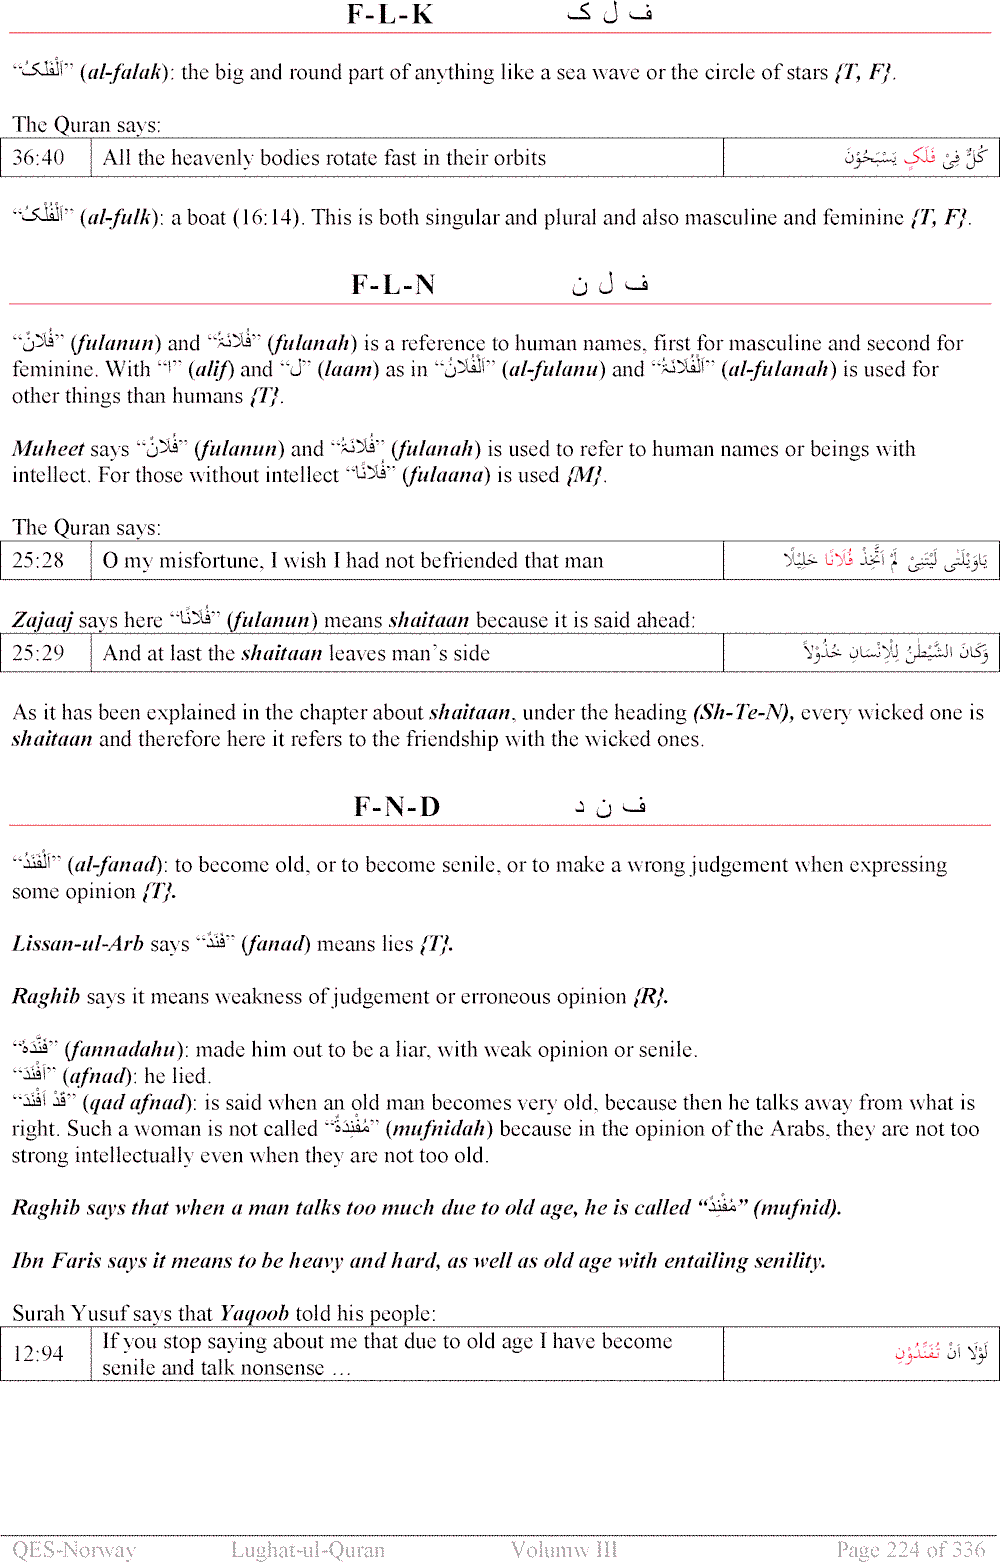 F-L-K ف ل ک
“اَلْفَلَکُ” (al-falak): the big and round part of anything like a sea wave or the circle of stars {T, F}.
The Quran says:
36:40 All the heavenly bodies rotate fast in their orbits کُلٌّ فِیْ فَلَکٍ یَسْبَحُوْنَ
“اَلْفُلْکُ” (al-fulk): a boat (16:14). This is both singular and plural and also masculine and feminine {T, F}.
F-L-N ف ل ن
“فُلَانٌ” (fulanun) and “فُلَانَۃُ” (fulanah) is a reference to human names, first for masculine and second for
feminine. With “ا” (alif) and “ل” (laam) as in “اَلْفُلَانُ” (al-fulanu) and “اَلْفُلَانَۃُ” (al-fulanah) is used for
other things than humans {T}.
Muheet says “فُلَانٌ” (fulanun) and “فُلَانَۃُ” (fulanah) is used to refer to human names or beings with
intellect. For those without intellect “فُلَانًا” (fulaana) is used {M}.
The Quran says:
25:28 O my misfortune, I wish I had not befriended that man یَاوَیْلَتٰی لَیْتَنِیْ لَمْ اَتَّخِذْ فُلَانًا خَلِیْلًا
Zajaaj says here “فُلَانًا” (fulanun) means shaitaan because it is said ahead:
25:29 And at last the shaitaan leaves man’s side وَکَانَ الشَّیْطٰنُ لِلْاِنْسَانِ خَذُوْلاً
As it has been explained in the chapter about shaitaan, under the heading (Sh-Te-N), every wicked one is
shaitaan and therefore here it refers to the friendship with the wicked ones.
F-N-D ف ن د
“اَلْفَنَدُ” (al-fanad): to become old, or to become senile, or to make a wrong judgement when expressing
some opinion {T}.
Lissan-ul-Arb says “فَنَدٌ” (fanad) means lies {T}.
Raghib says it means weakness of judgement or erroneous opinion {R}.
“فَنَّدَہٗ” (fannadahu): made him out to be a liar, with weak opinion or senile.
“اَفْنَدَ” (afnad): he lied.
“قَدْ اَفْنَدَ” (qad afnad): is said when an old man becomes very old, because then he talks away from what is
right. Such a woman is not called “مُفْنِدَۃٌ” (mufnidah) because in the opinion of the Arabs, they are not too
strong intellectually even when they are not too old.
Raghib says that when a man talks too much due to old age, he is called “مُفْنِدٌ” (mufnid).
Ibn Faris says it means to be heavy and hard, as well as old age with entailing senility.
Surah Yusuf says that Yaqoob told his people:
12:94 If you stop saying about me that due to old age I have become لَوْلَا اَنْ تُفَنِّدُوْنِ
senile and talk nonsense …
QES-Norway Lughat-ul-Quran Volumw III Page 224 of 336